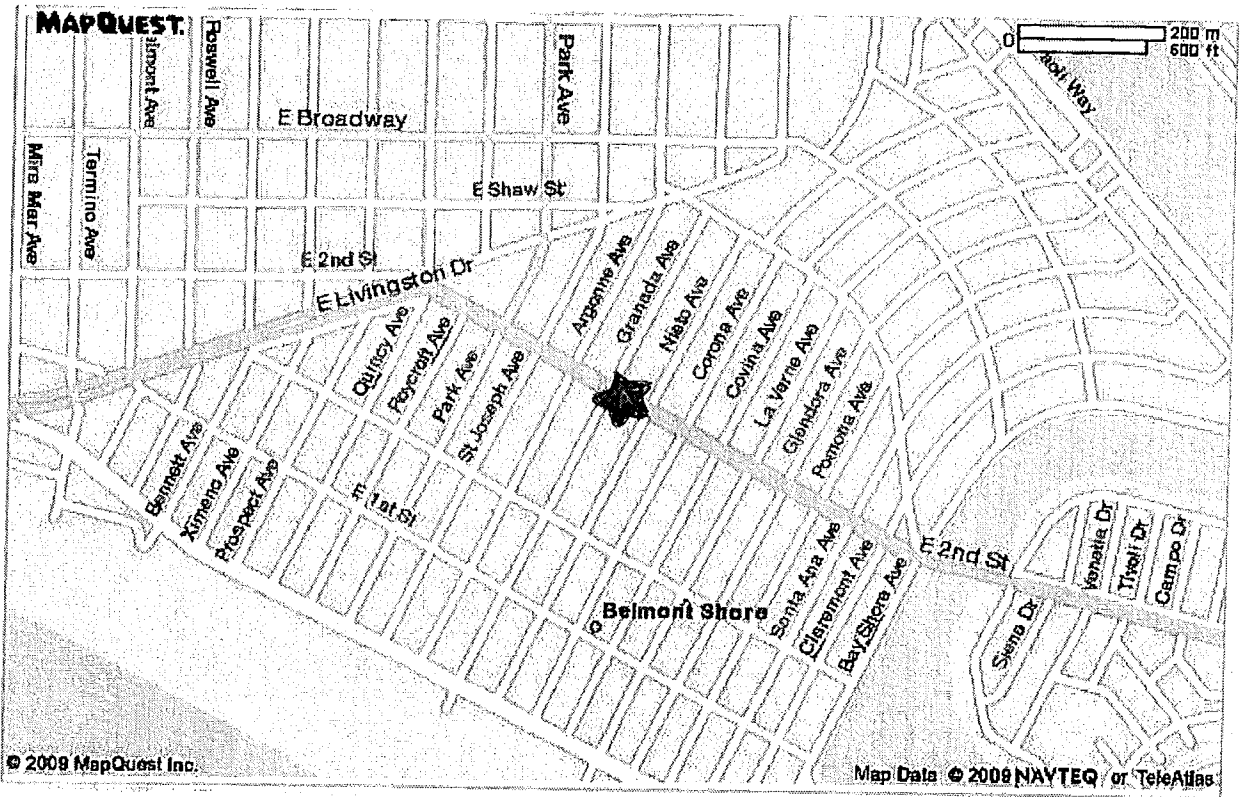 MAPQUEST.
Roswell Ave
Park Ave
0
200 m
600 ft
E Broadway
Mira Mar Ave
Termino Ave
E Shaw St
E 2nd St
E Livingston Dr
Argonne Ave
Granada Ave
Nieto Ave
Corona Ave
Covina Ave
La Verne Ave
Glendora Ave
Pomona Ave
Quincy Ave
Roycroft Ave
Park Ave
St Joseph Ave
Bennett Ave
Ximeno Ave
Prospect Ave
E 1st St
Belmont Shore
Santa Ana Ave
Claremont Ave
Bay Shore Ave
E 2nd St
Venetia Dr
Tivoli Dr
Campo Dr
Siena Dr
© 2009 MapQuest Inc.
Map Data © 2009 NAVTEQ or TeleAtlas